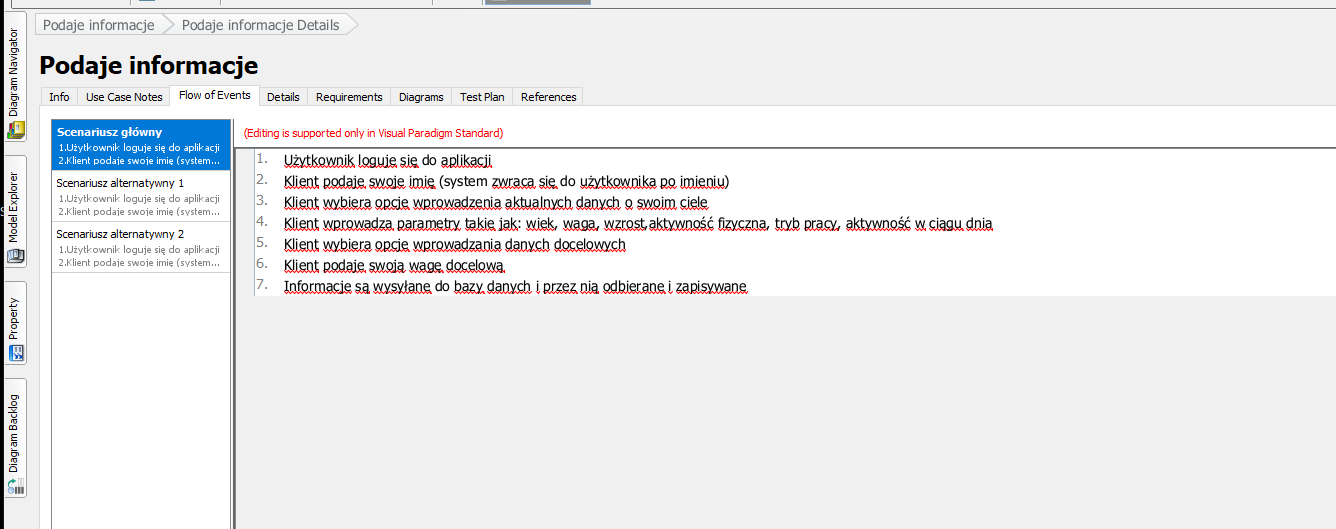 Podaje informacje
Podaje informacje Details
Podaje informacje
Info
Use Case Notes
Flow of Events
Details
Requirements
Diagrams
Test Plan
References
Diagram Navigator
Model Explorer
Property
Diagram Backlog
Scenariusz główny
1.Użytkownik loguje się do aplikacji
2.Klient podaje swoje imię (system...
Scenariusz alternatywny 1
1.Użytkownik loguje się do aplikacji
2.Klient podaje swoje imię (system...
Scenariusz alternatywny 2
1.Użytkownik loguje się do aplikacji
2.Klient podaje swoje imię (system...
(Editing is supported only in Visual Paradigm Standard)
1. Użytkownik loguje się do aplikacji
2. Klient podaje swoje imię (system zwraca się do użytkownika po imieniu)
3. Klient wybiera opcję wprowadzenia aktualnych danych o swoim ciele
4. Klient wprowadza parametry takie jak: wiek, waga, wzrost,aktywność fizyczna, tryb pracy, aktywność w ciągu dnia
5. Klient wybiera opcję wprowadzania danych docelowych
6. Klient podaje swoją wagę docelową
7. Informacje są wysyłane do bazy danych i przez nią odbierane i zapisywane